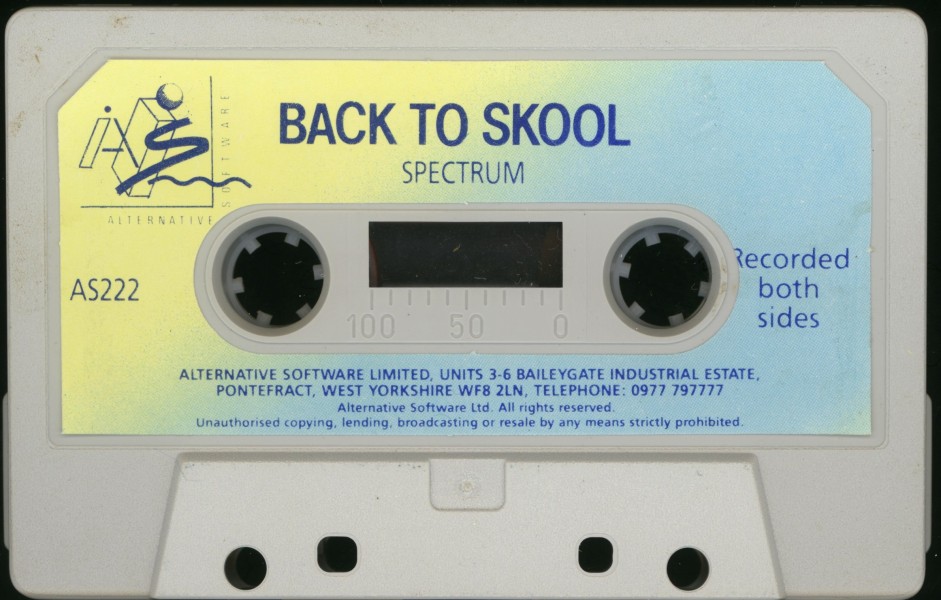 BACK TO SKOOL
SPECTRUM
SOFTWARE
ALTERNATIVE
AS222
Recorded
both
sides
100 50 0
ALTERNATIVE SOFTWARE LIMITED, UNITS 3-6 BAILEYGATE INDUSTRIAL ESTATE,
PONTEFRACT, WEST YORKSHIRE WF8 2LN, TELEPHONE: 0977 797777
Alternative Software Ltd. All rights reserved.
Unauthorised copying, lending, broadcasting or resale by any means strictly prohibited.